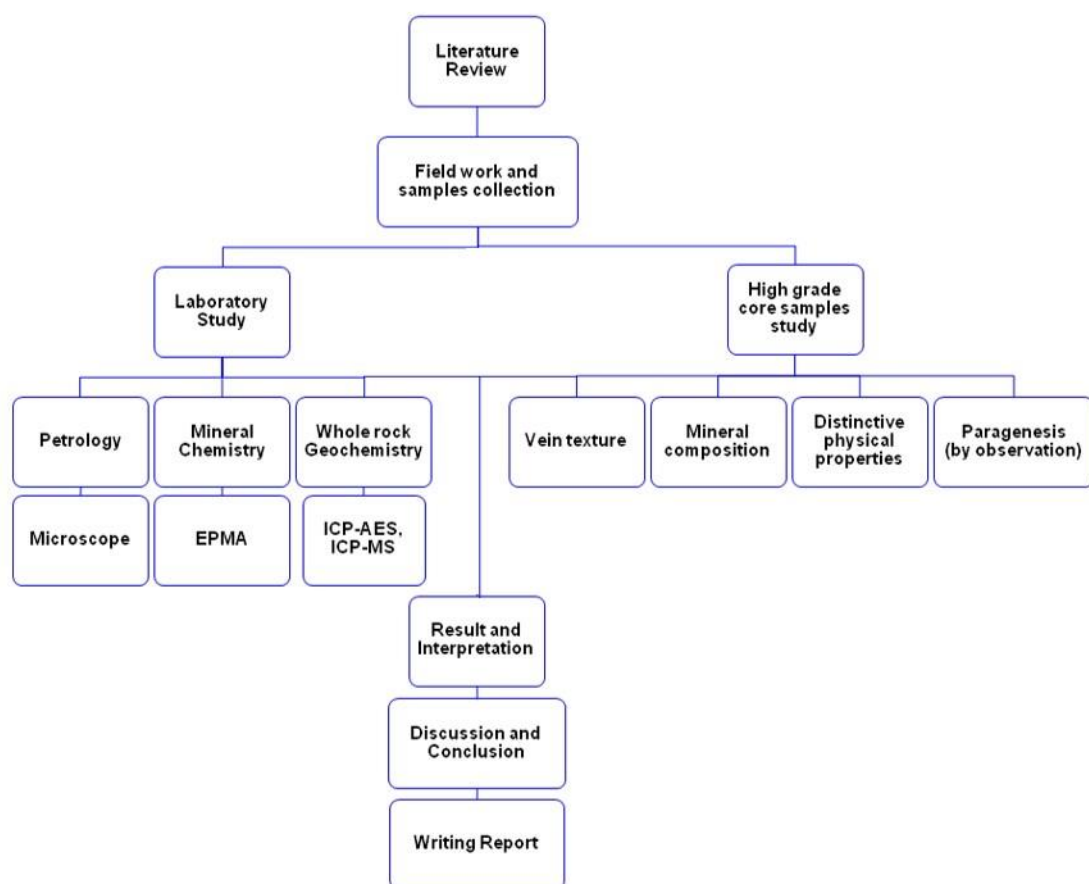 Literature
Review
Field work and
samples collection
Laboratory
Study
High grade
core samples
study
Petrology
Mineral
Chemistry
Whole rock
Geochemistry
Vein texture
Mineral
composition
Distinctive
physical
properties
Paragenesis
(by observation)
Microscope
EPMA
ICP-AES,
ICP-MS
Result and
Interpretation
Discussion and
Conclusion
Writing Report